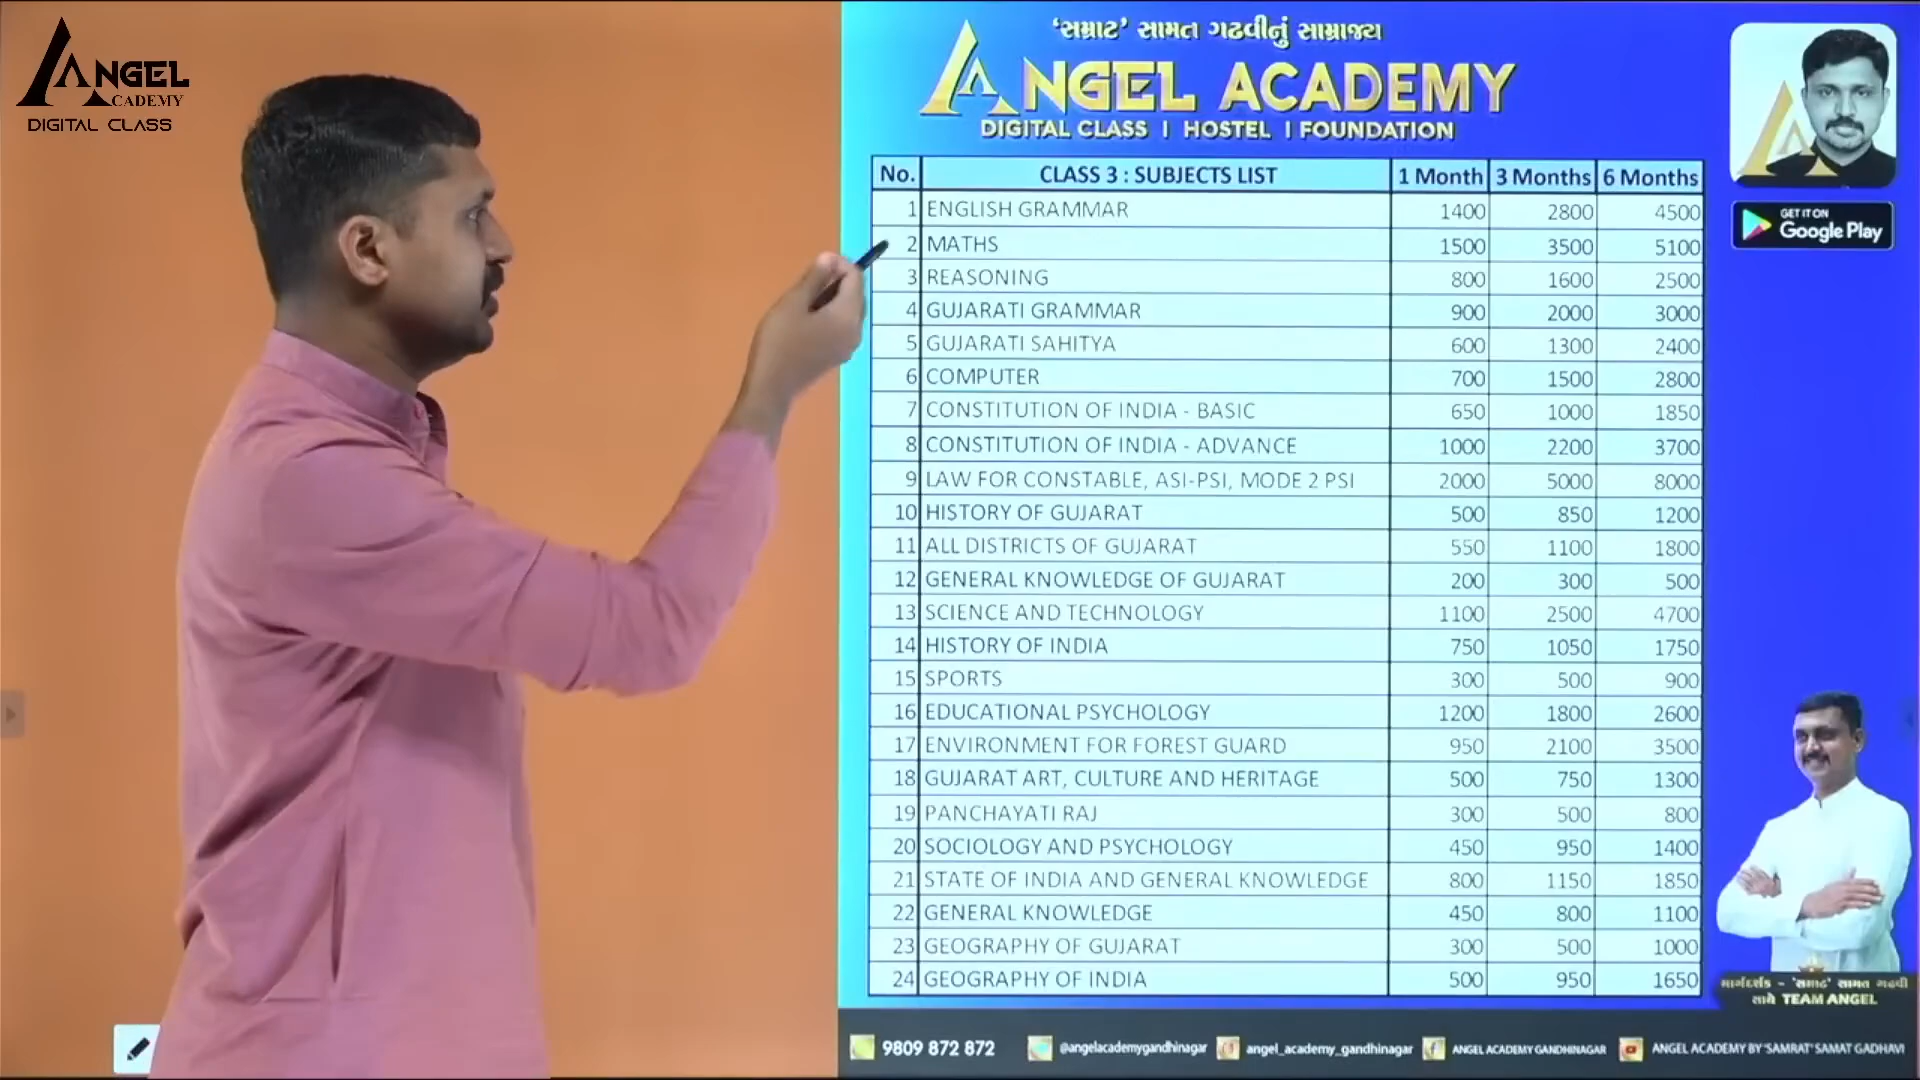 ANGEL
ACADEMY
DIGITAL CLASS
‘સમ્રાટ’ સામત ગઢવીનું સામ્રાજ્ય
ANGEL ACADEMY
DIGITAL CLASS | HOSTEL | FOUNDATION
GET IT ON
Google Play
No. CLASS 3 : SUBJECTS LIST 1 Month 3 Months 6 Months
1 ENGLISH GRAMMAR 1400 2800 4500
2 MATHS 1500 3500 5100
3 REASONING 800 1600 2500
4 GUJARATI GRAMMAR 900 2000 3000
5 GUJARATI SAHITYA 600 1300 2400
6 COMPUTER 700 1500 2800
7 CONSTITUTION OF INDIA - BASIC 650 1000 1850
8 CONSTITUTION OF INDIA - ADVANCE 1000 2200 3700
9 LAW FOR CONSTABLE, ASI-PSI, MODE 2 PSI 2000 5000 8000
10 HISTORY OF GUJARAT 500 850 1200
11 ALL DISTRICTS OF GUJARAT 550 1100 1800
12 GENERAL KNOWLEDGE OF GUJARAT 200 300 500
13 SCIENCE AND TECHNOLOGY 1100 2500 4700
14 HISTORY OF INDIA 750 1050 1750
15 SPORTS 300 500 900
16 EDUCATIONAL PSYCHOLOGY 1200 1800 2600
17 ENVIRONMENT FOR FOREST GUARD 950 2100 3500
18 GUJARAT ART, CULTURE AND HERITAGE 500 750 1300
19 PANCHAYATI RAJ 300 500 800
20 SOCIOLOGY AND PSYCHOLOGY 450 950 1400
21 STATE OF INDIA AND GENERAL KNOWLEDGE 800 1150 1850
22 GENERAL KNOWLEDGE 450 800 1100
23 GEOGRAPHY OF GUJARAT 300 500 1000
24 GEOGRAPHY OF INDIA 500 950 1650
માર્ગદર્શક - ‘સમ્રાટ’ સામત ગઢવી
સાથે TEAM ANGEL
9809 872 872 @angelacademygandhinagar angel_academy_gandhinagar ANGEL ACADEMY GANDHINAGAR ANGEL ACADEMY BY ‘SAMRAT’ SAMAT GADHAVI